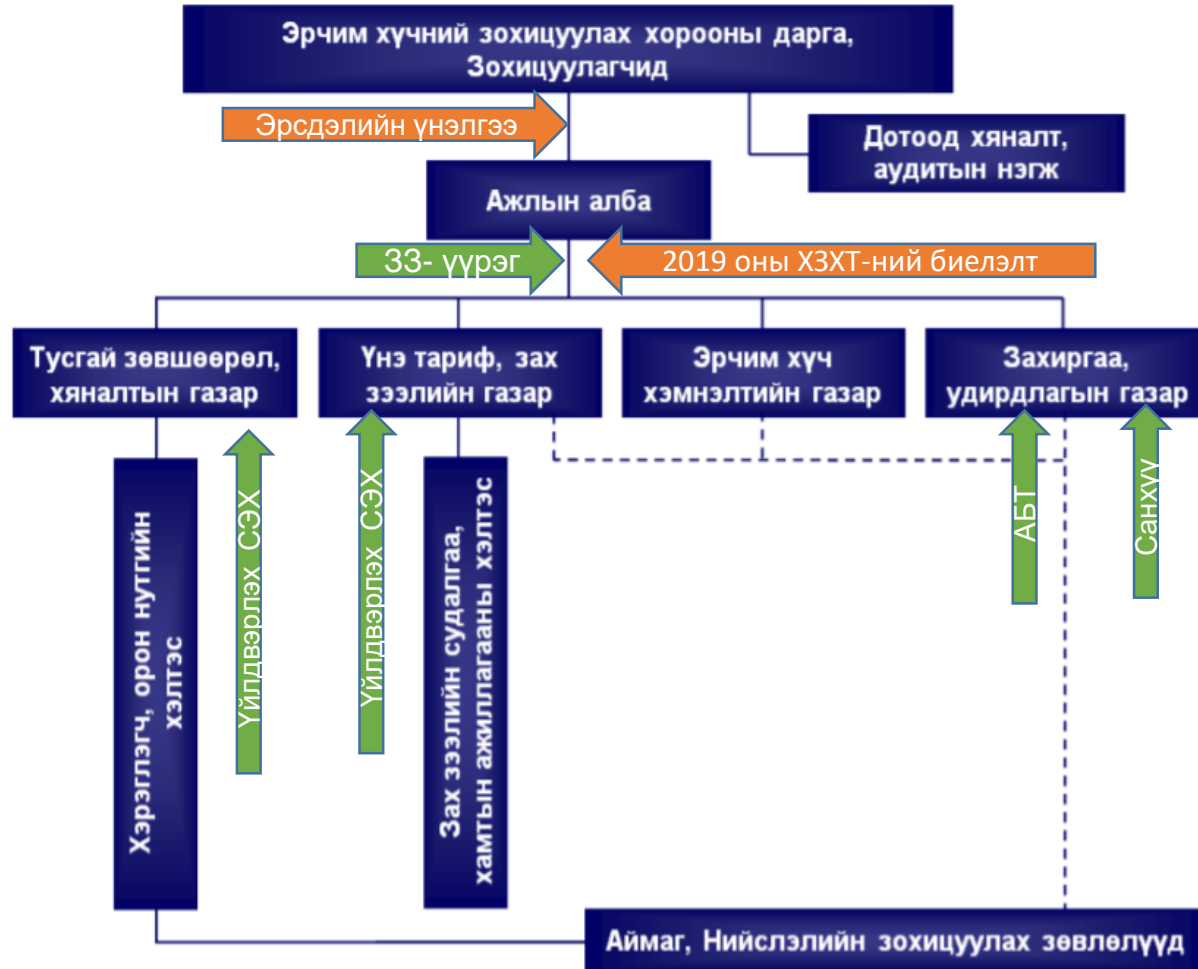 Эрчим хүчний зохицуулах хорооны дарга,
Зохицуулагчид
Эрсдэлийн үнэлгээ
Дотоод хяналт,
аудитын нэгж
Ажлын алба
ЗЗ- үүрэг
2019 оны ХЗХТ-ний биелэлт
Тусгай зөвшөөрөл,
хяналтын газар
Үнэ тариф, зах
зээлийн газар
Эрчим хүч
хэмнэлтийн газар
Захиргаа,
удирдлагын газар
Хэрэглэгч, орон нутгийн
хэлтэс
Үйлдвэрлэх СЭХ
Үйлдвэрлэх СЭХ
Зах зээлийн судалгаа,
хамтын ажиллагааны хэлтэс
АБТ
Санхүү
Аймаг, Нийслэлийн зохицуулах зөвлөлүүд